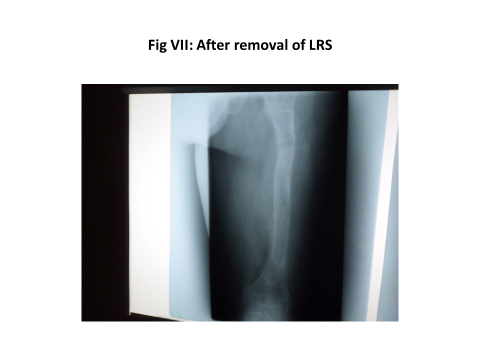 Fig VII: After removal of LRS